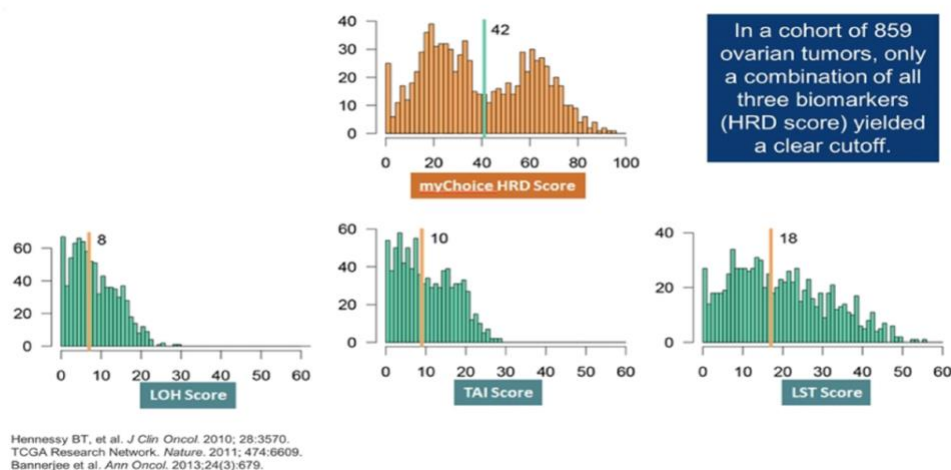 In a cohort of 859
ovarian tumors, only
a combination of all
three biomarkers
(HRD score) yielded
a clear cutoff.
42
40
30
20
10
0
0 20 40 60 80 100
myChoice HRD Score
8
60
40
20
0
0 10 20 30 40 50 60
LOH Score
10
60
40
20
0
0 10 20 30 40 50 60
TAI Score
18
40
20
0
0 10 20 30 40 50 60
LST Score
Hennessy BT, et al. J Clin Oncol. 2010; 28:3570.
TCGA Research Network. Nature. 2011; 474:6609.
Bannerjee et al. Ann Oncol. 2013;24(3):679.